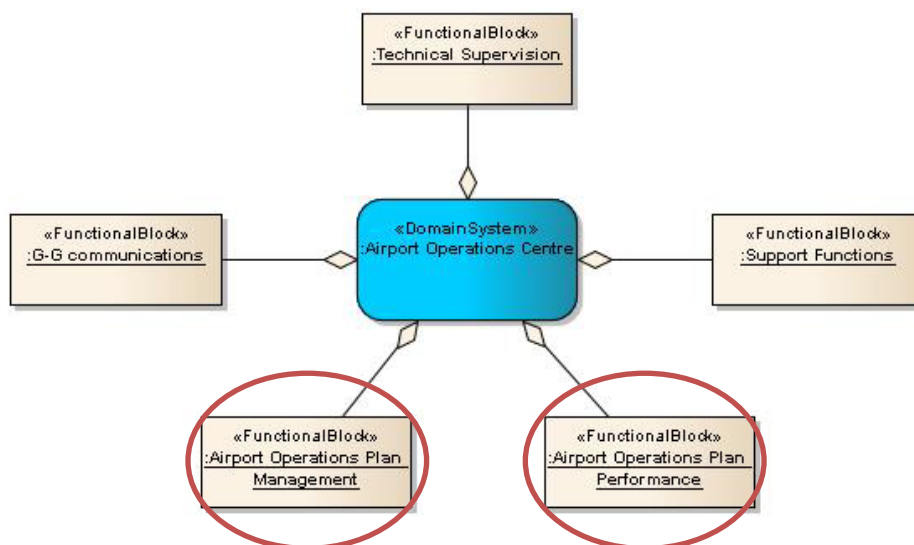 «FunctionalBlock»
:Technical Supervision
«FunctionalBlock»
:G-G communications
«DomainSystem»
:Airport Operations Centre
«FunctionalBlock»
:Support Functions
«FunctionalBlock»
:Airport Operations Plan
Management
«FunctionalBlock»
:Airport Operations Plan
Performance